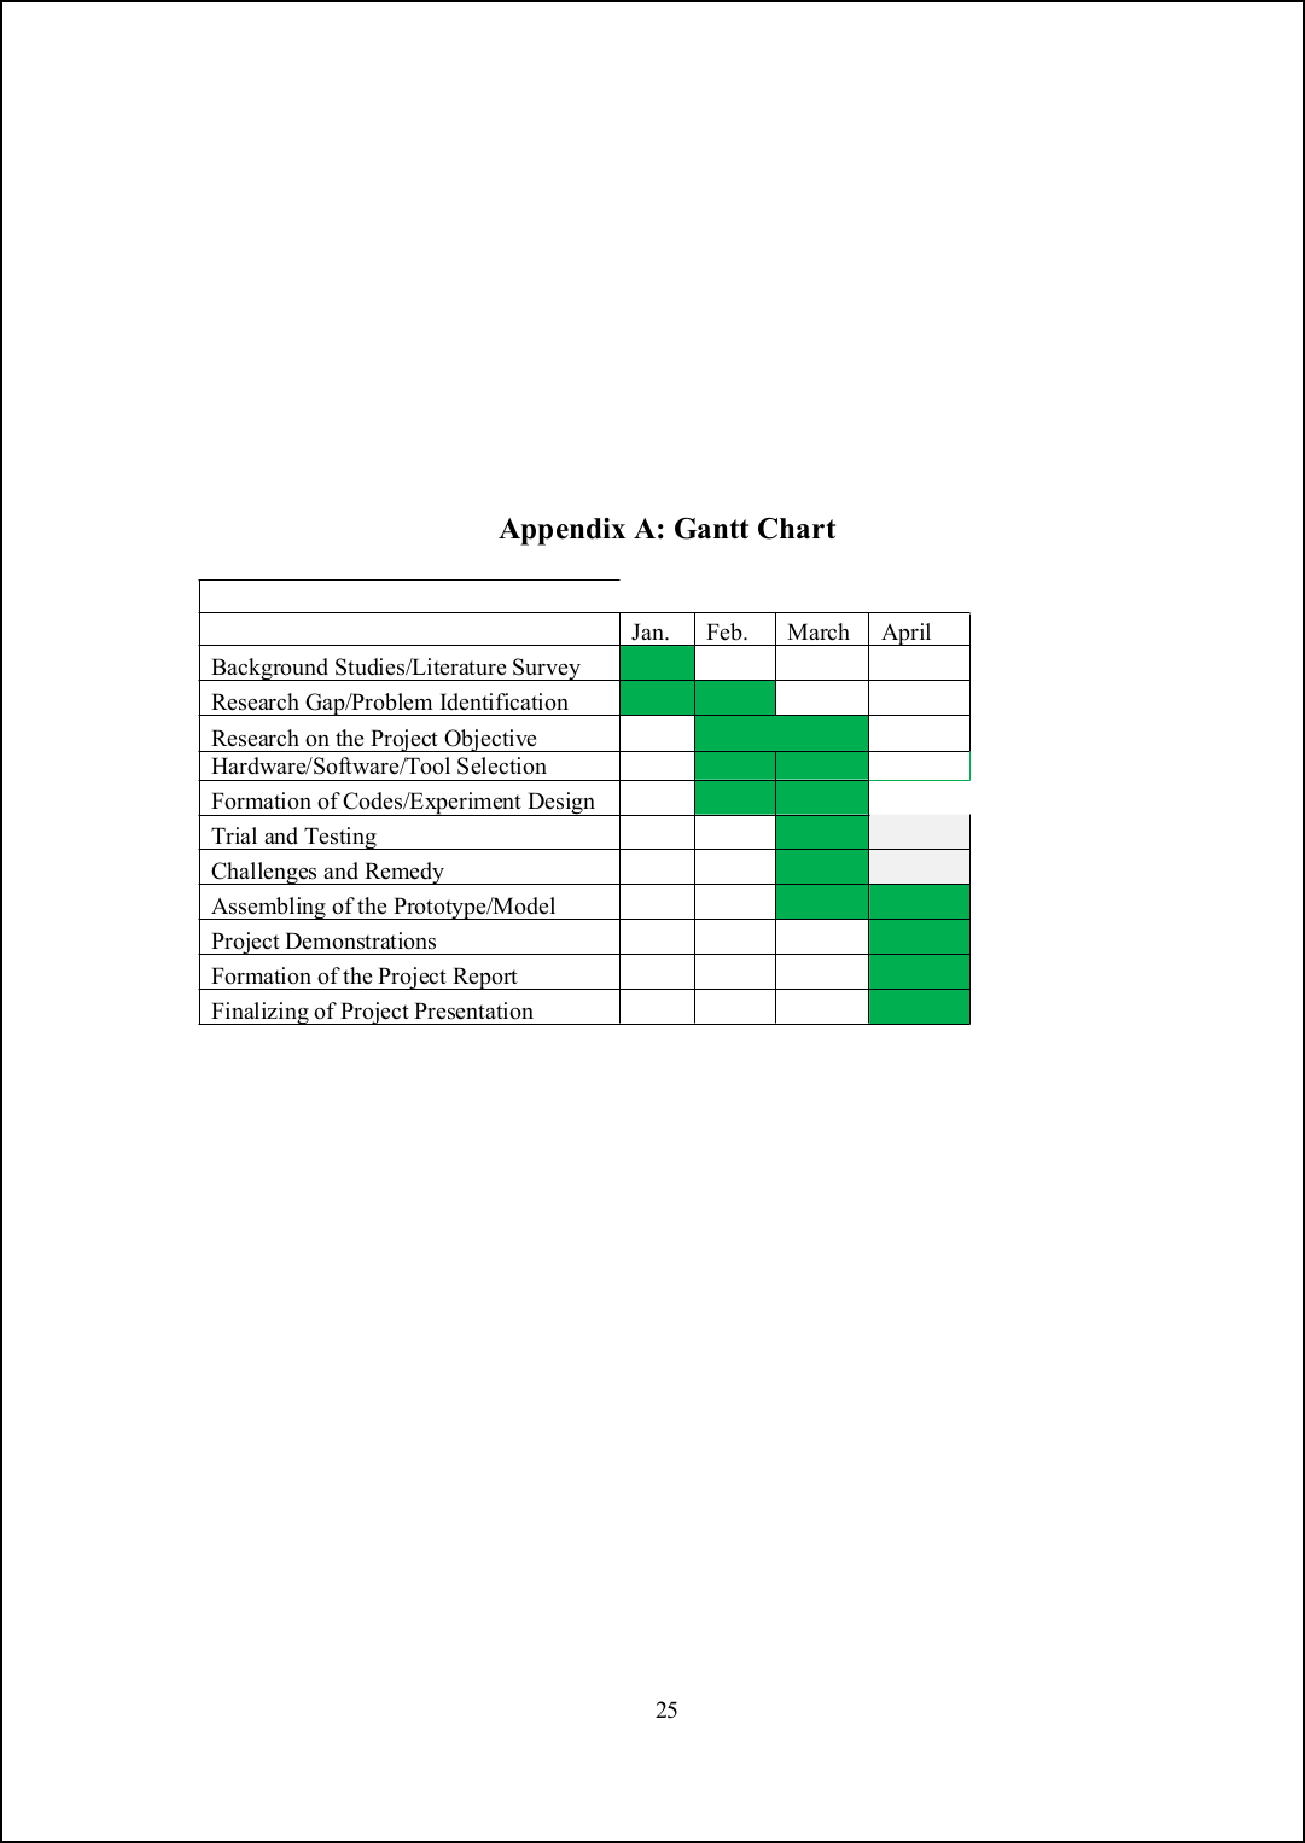 Appendix A: Gantt Chart
Jan. Feb. March April
Background Studies/Literature Survey
Research Gap/Problem Identification
Research on the Project Objective
Hardware/Software/Tool Selection
Formation of Codes/Experiment Design
Trial and Testing
Challenges and Remedy
Assembling of the Prototype/Model
Project Demonstrations
Formation of the Project Report
Finalizing of Project Presentation
25